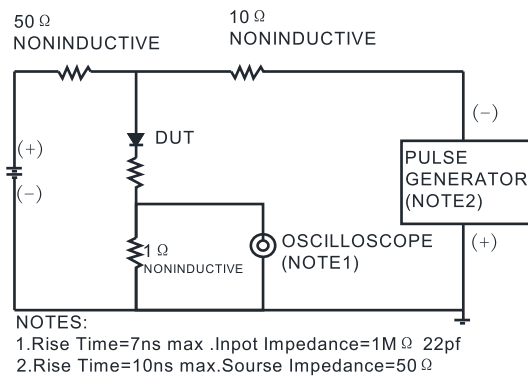 50 Ω
NONINDUCTIVE
10 Ω
NONINDUCTIVE
(−)
DUT
(+)
(−)
PULSE
GENERATOR
(NOTE2)
(+)
1 Ω
NONINDUCTIVE
OSCILLOSCOPE
(NOTE1)
NOTES:
1.Rise Time=7ns max .Inpot Impedance=1M Ω 22pf
2.Rise Time=10ns max.Sourse Impedance=50 Ω